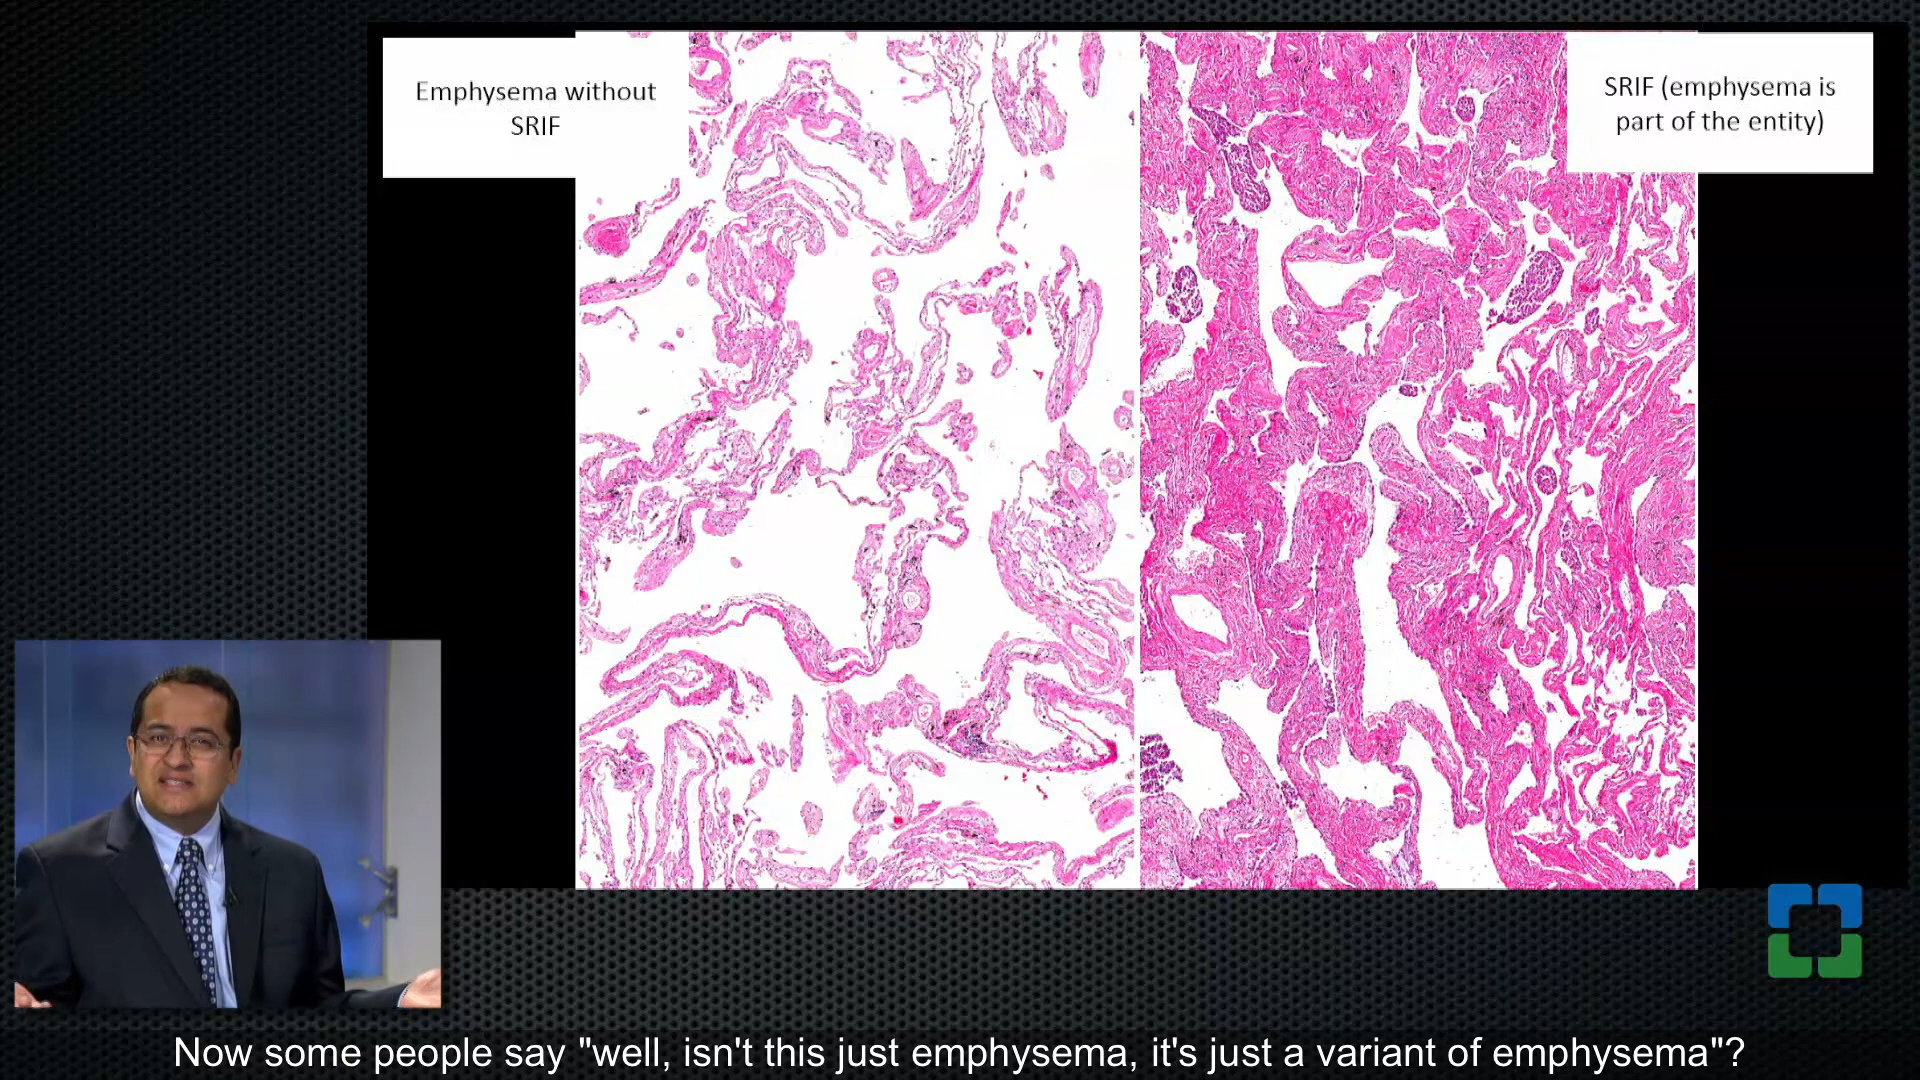 Emphysema without
SRIF
SRIF (emphysema is
part of the entity)
Now some people say "well, isn't this just emphysema, it's just a variant of emphysema"?